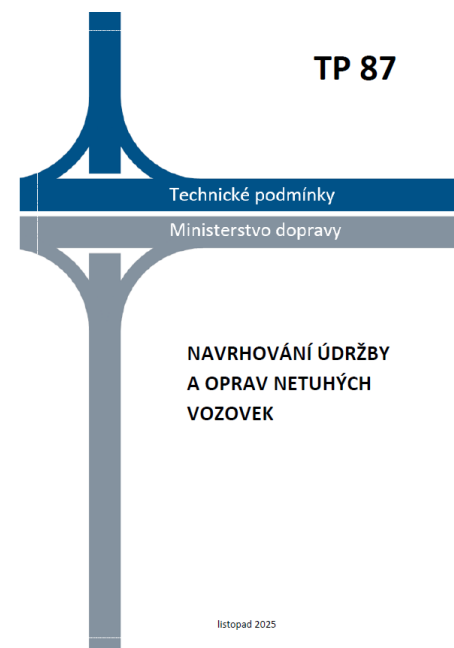 TP 87
Technické podmínky
Ministerstvo dopravy
NAVRHOVÁNÍ ÚDRŽBY
A OPRAV NETUHÝCH
VOZOVEK
listopad 2025